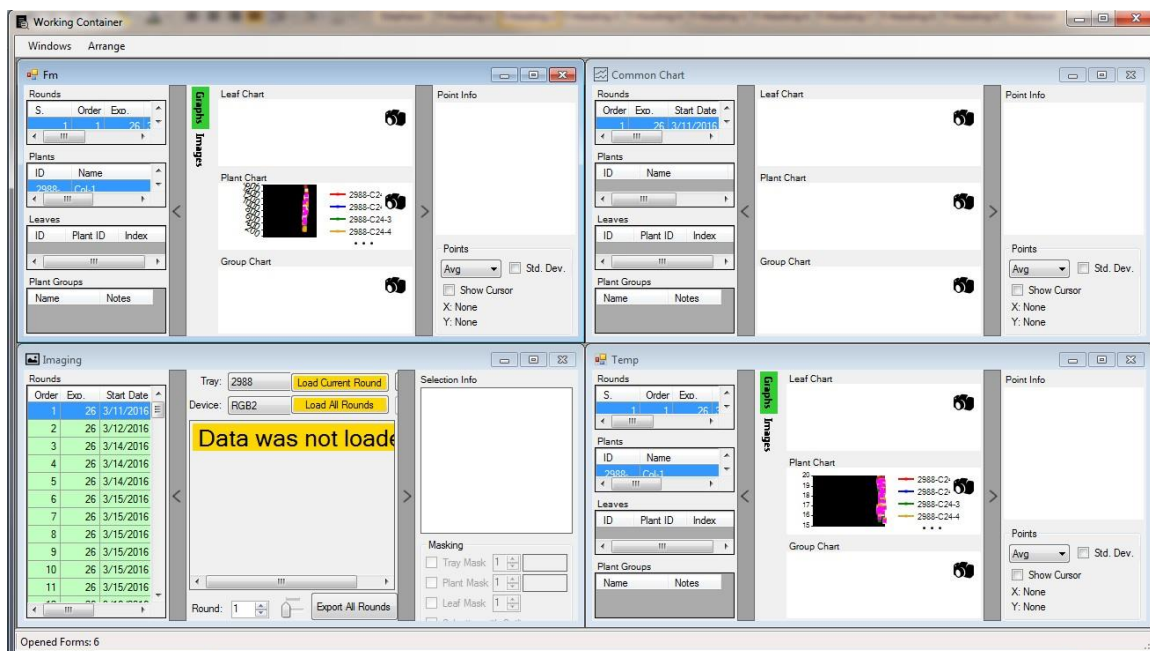 Working Container
Windows Arrange
Fm
Rounds
S. Order Exp.
1 1 26
Plants
ID Name
2988- Col-1
Leaves
ID Plant ID Index
Plant Groups
Name Notes
Graphs Images
Leaf Chart
Plant Chart
2988-C24-3
2988-C24-4
Group Chart
Point Info
Points
Avg Std. Dev.
Show Cursor
X: None
Y: None
Common Chart
Rounds
Order Exp. Start Date
1 26 3/11/2016
Plants
ID Name
Leaves
ID Plant ID Index
Plant Groups
Name Notes
Leaf Chart
Plant Chart
Group Chart
Point Info
Points
Avg Std. Dev.
Show Cursor
X: None
Y: None
Imaging
Rounds
Order Exp. Start Date
1 26 3/11/2016
2 26 3/12/2016
3 26 3/14/2016
4 26 3/14/2016
5 26 3/14/2016
6 26 3/15/2016
7 26 3/15/2016
8 26 3/15/2016
9 26 3/15/2016
10 26 3/15/2016
11 26 3/15/2016
Tray: 2988 Load Current Round
Device: RGB2 Load All Rounds
Data was not loade
Round: 1 Export All Rounds
Selection Info
Masking
Tray Mask 1
Plant Mask 1
Leaf Mask 1
Temp
Rounds
S. Order Exp.
1 1 26
Plants
ID Name
2988- Col-1
Leaves
ID Plant ID Index
Plant Groups
Name Notes
Graphs Images
Leaf Chart
Plant Chart
20
19
18
17
16
15
2988-C2
2988-C2
2988-C24-3
2988-C24-4
Group Chart
Point Info
Points
Avg Std. Dev.
Show Cursor
X: None
Y: None
Opened Forms: 6